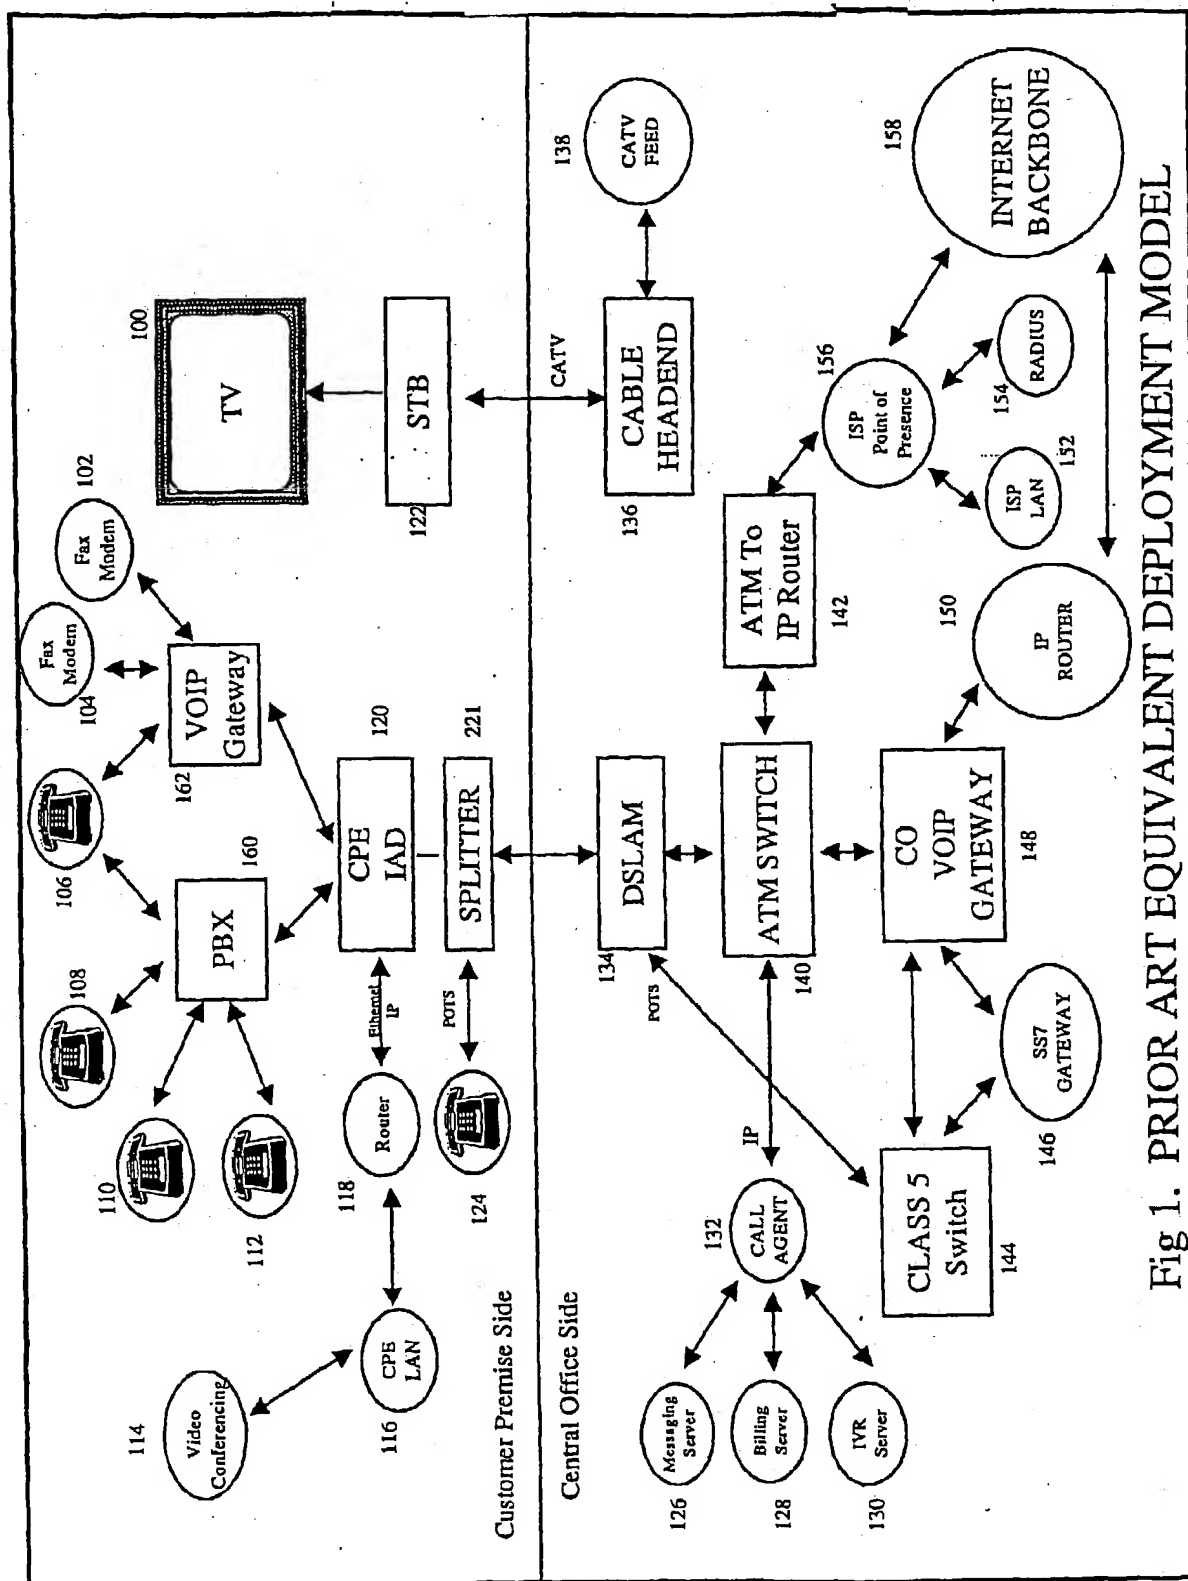 114
Video
Conferencing
110
108
106
104
Fax
Modem
102
Fax
Modem
100
TV
112
PBX
160
162
VOIP
Gateway
116
CPE
LAN
118
Router
Ethernet
IP
CPE
IAD
120
122
STB
124
POTS
SPLITTER
221
Customer Premise Side
CATV
Central Office Side
126
Messaging
Server
128
Billing
Server
130
IVR
Server
132
CALL
AGENT
IP
134
POTS
DSLAM
136
CABLE
HEADEND
138
CATV
FEED
140
ATM SWITCH
142
ATM To
IP Router
156
ISP
Point of
Presence
158
INTERNET
BACKBONE
144
CLASS 5
Switch
146
SS7
GATEWAY
148
CO
VOIP
GATEWAY
150
IP
ROUTER
152
ISP
LAN
154
RADIUS
Fig 1. PRIOR ART EQUIVALENT DEPLOYMENT MODEL